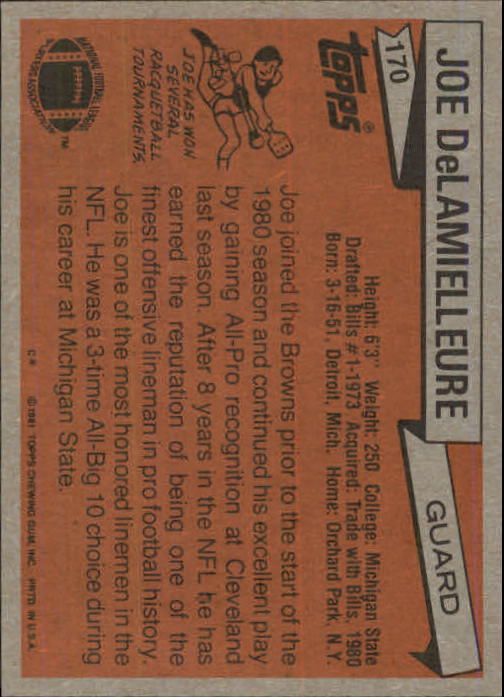 JOE DeLAMIELLEURE
GUARD
170
TOPPS®
Height: 6'3" Weight: 250 College: Michigan State
Drafted: Bills #1-1973 Acquired: Trade with Bills, 1980
Born: 3-16-51, Detroit, Mich. Home: Orchard Park, N.Y.
JOE HAS WON
SEVERAL
RACQUETBALL
TOURNAMENTS.
NATIONAL FOOTBALL LEAGUE
PLAYERS ASSOCIATION
TM
Joe joined the Browns prior to the start of the
1980 season and continued his excellent play
by gaining All-Pro recognition at Cleveland
last season. After 8 years in the NFL he has
earned the reputation of being one of the
finest offensive lineman in pro football history.
Joe is one of the most honored linemen in the
NFL. He was a 3-time All-Big 10 choice during
his career at Michigan State.
C* ©1981 TOPPS CHEWING GUM, INC. PRTD. IN U.S.A.